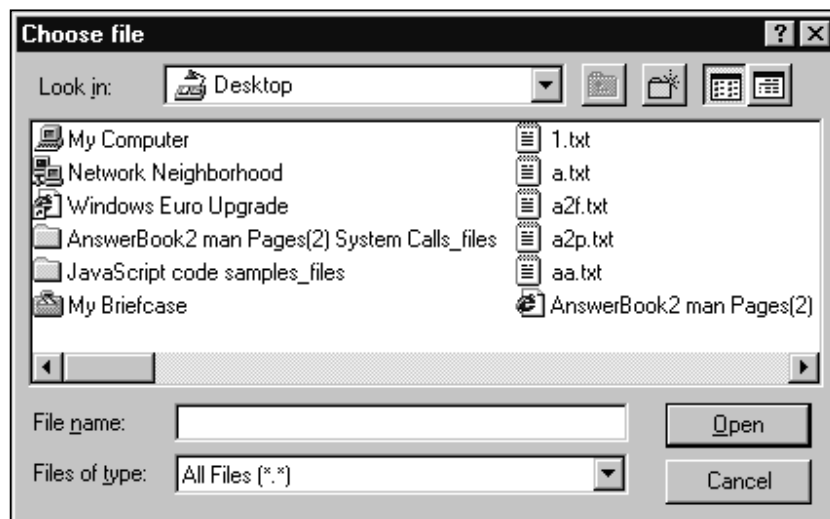 Choose file
Look in: Desktop
My Computer
Network Neighborhood
Windows Euro Upgrade
AnswerBook2 man Pages(2) System Calls_files
JavaScript code samples_files
My Briefcase
1.txt
a.txt
a2f.txt
a2p.txt
aa.txt
AnswerBook2 man Pages(2)
File name:
Open
Files of type: All Files (*.*)
Cancel